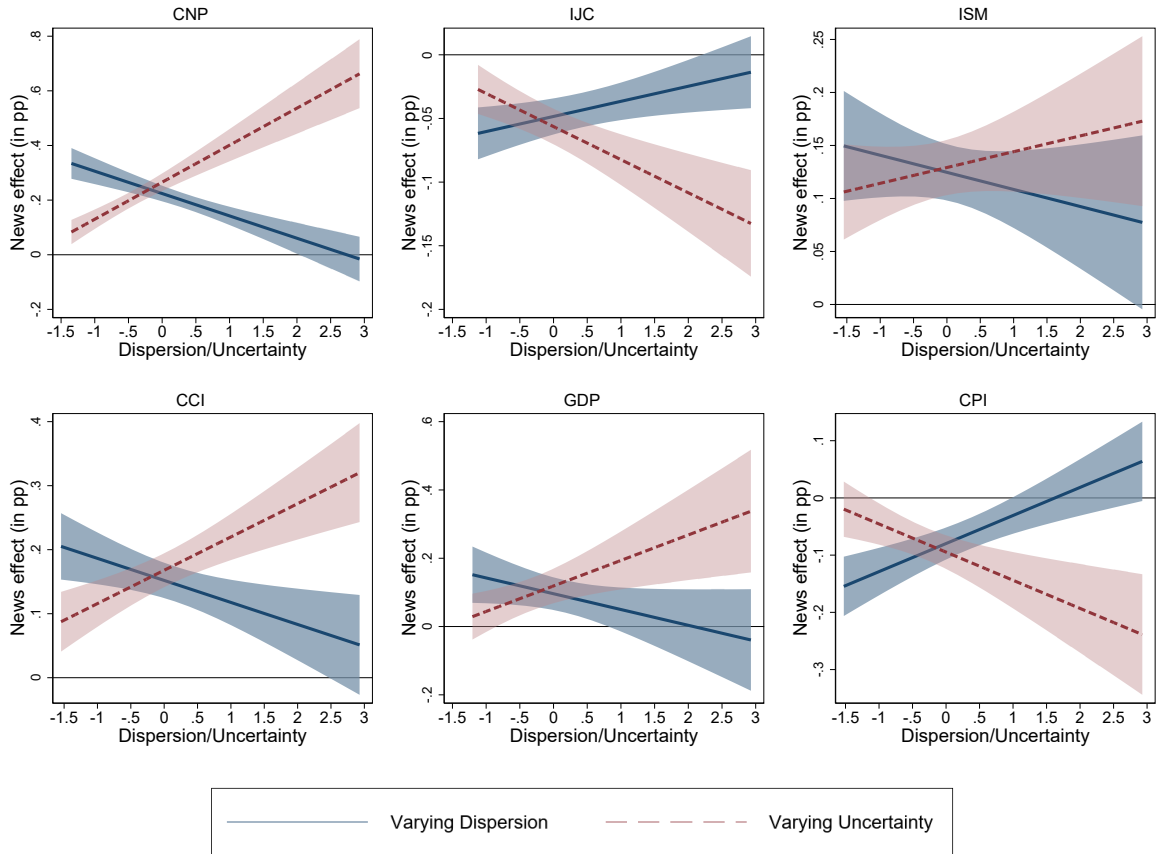 CNP
IJC
ISM
News effect (in pp)
.8
.6
.4
.2
0
-.2
-1.5 -1 -.5 0 .5 1 1.5 2 2.5 3
Dispersion/Uncertainty
News effect (in pp)
0
-.05
-.1
-.15
-.2
-1.5 -1 -.5 0 .5 1 1.5 2 2.5 3
Dispersion/Uncertainty
News effect (in pp)
.25
.2
.15
.1
.05
0
-1.5 -1 -.5 0 .5 1 1.5 2 2.5 3
Dispersion/Uncertainty
CCI
GDP
CPI
News effect (in pp)
.4
.3
.2
.1
0
-1.5 -1 -.5 0 .5 1 1.5 2 2.5 3
Dispersion/Uncertainty
News effect (in pp)
.6
.4
.2
0
-.2
-1.5 -1 -.5 0 .5 1 1.5 2 2.5 3
Dispersion/Uncertainty
News effect (in pp)
.1
0
-.1
-.2
-.3
-1.5 -1 -.5 0 .5 1 1.5 2 2.5 3
Dispersion/Uncertainty
Varying Dispersion
Varying Uncertainty